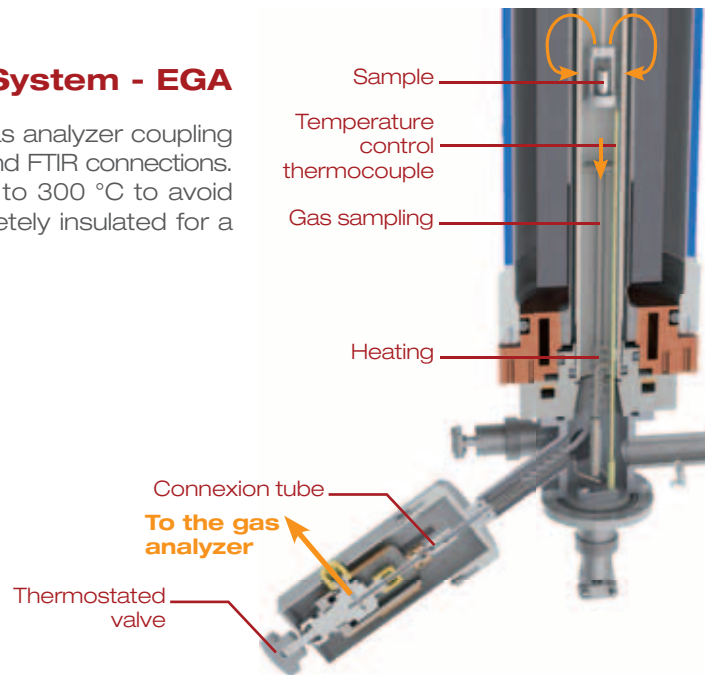 System - EGA
as analyzer coupling
nd FTIR connections.
to 300 °C to avoid
etely insulated for a
Sample
Temperature
control
thermocouple
Gas sampling
Heating
Connexion tube
To the gas
analyzer
Thermostated
valve